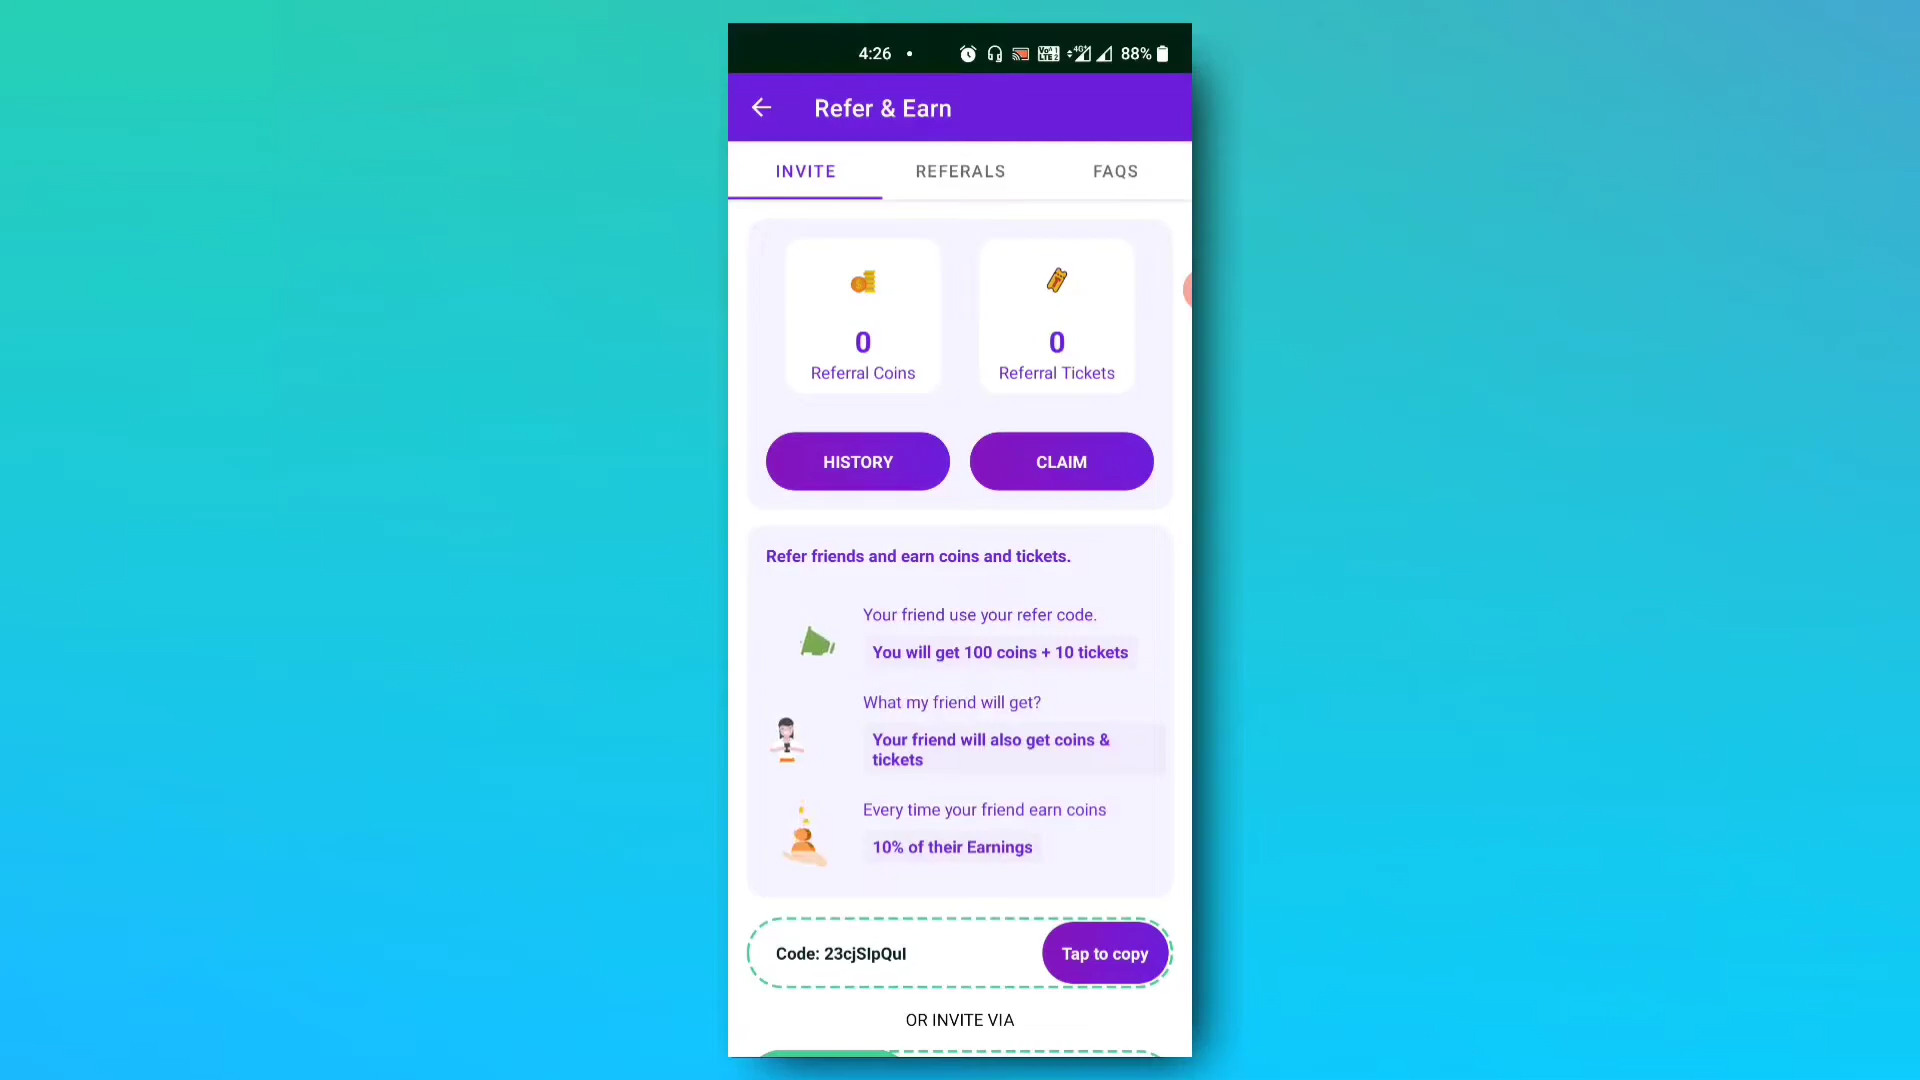 4:26
88%
Refer & Earn
INVITE REFERALS FAQS
0 0
Referral Coins Referral Tickets
HISTORY CLAIM
Refer friends and earn coins and tickets.
Your friend use your refer code.
You will get 100 coins + 10 tickets
What my friend will get?
Your friend will also get coins &
tickets
Every time your friend earn coins
10% of their Earnings
Code: 23cjSIpQuI Tap to copy
OR INVITE VIA